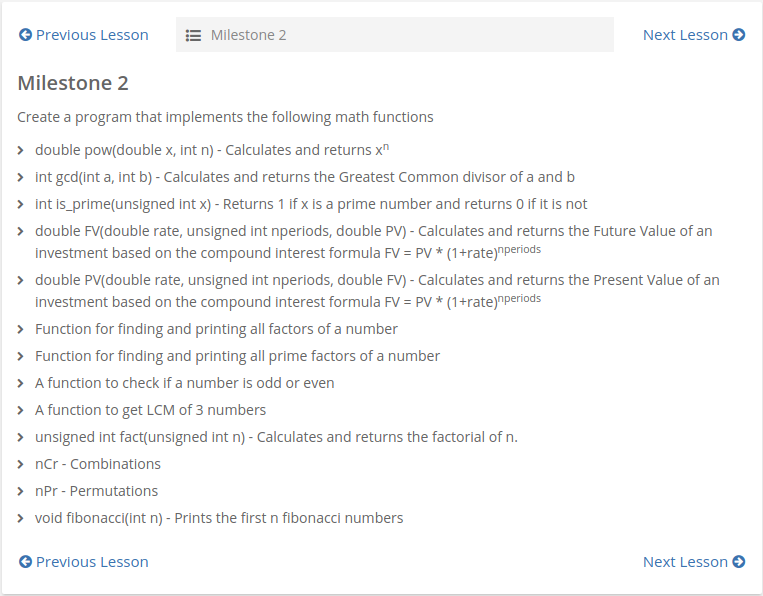 Previous Lesson
Milestone 2
Next Lesson
Milestone 2
Create a program that implements the following math functions
double pow(double x, int n) - Calculates and returns xⁿ
int gcd(int a, int b) - Calculates and returns the Greatest Common divisor of a and b
int is_prime(unsigned int x) - Returns 1 if x is a prime number and returns 0 if it is not
double FV(double rate, unsigned int nperiods, double PV) - Calculates and returns the Future Value of an
investment based on the compound interest formula FV = PV * (1+rate)nperiods
double PV(double rate, unsigned int nperiods, double FV) - Calculates and returns the Present Value of an
investment based on the compound interest formula FV = PV * (1+rate)nperiods
Function for finding and printing all factors of a number
Function for finding and printing all prime factors of a number
A function to check if a number is odd or even
A function to get LCM of 3 numbers
unsigned int fact(unsigned int n) - Calculates and returns the factorial of n.
nCr - Combinations
nPr - Permutations
void fibonacci(int n) - Prints the first n fibonacci numbers
Previous Lesson
Next Lesson